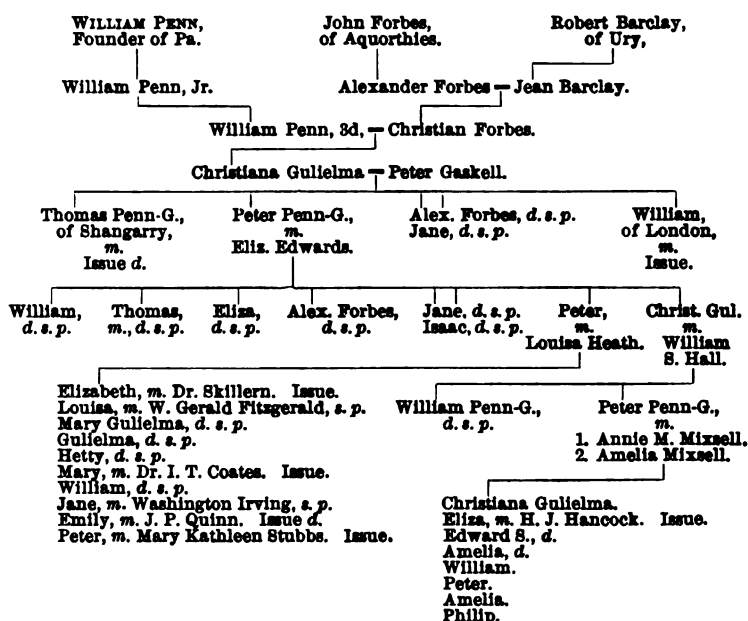 WILLIAM PENN, John Forbes, Robert Barclay,
Founder of Pa. of Aquorthies. of Ury,
William Penn, Jr. Alexander Forbes = Jean Barclay.
William Penn, 3d, = Christian Forbes.
Christiana Gulielma = Peter Gaskell.
Thomas Penn-G.,
of Shangarry,
m.
Issue d.
Peter Penn-G.,
m.
Eliz. Edwards.
Alex. Forbes, d. s. p.
Jane, d. s. p.
William,
of London,
m.
Issue.
William,
d. s. p.
Thomas,
m., d. s. p.
Eliza,
d. s. p.
Alex. Forbes,
d. s. p.
Jane, d. s. p.
Isaac, d. s. p.
Peter,
m.
Louisa Heath.
Christ. Gul.
m.
William
S. Hall.
Elizabeth, m. Dr. Skillern. Issue.
Louisa, m. W. Gerald Fitzgerald, s. p.
Mary Gulielma, d. s. p.
Gulielma, d. s. p.
Hetty, d. s. p.
Mary, m. Dr. I. T. Coates. Issue.
William, d. s. p.
Jane, m. Washington Irving, s. p.
Emily, m. J. P. Quinn. Issue d.
Peter, m. Mary Kathleen Stubbs. Issue.
William Penn-G.,
d. s. p.
Peter Penn-G.,
m.
1. Annie M. Mixsell.
2. Amelia Mixsell.
Christiana Gulielma.
Eliza, m. H. J. Hancock. Issue.
Edward S., d.
Amelia, d.
William.
Peter.
Amelia.
Philip.